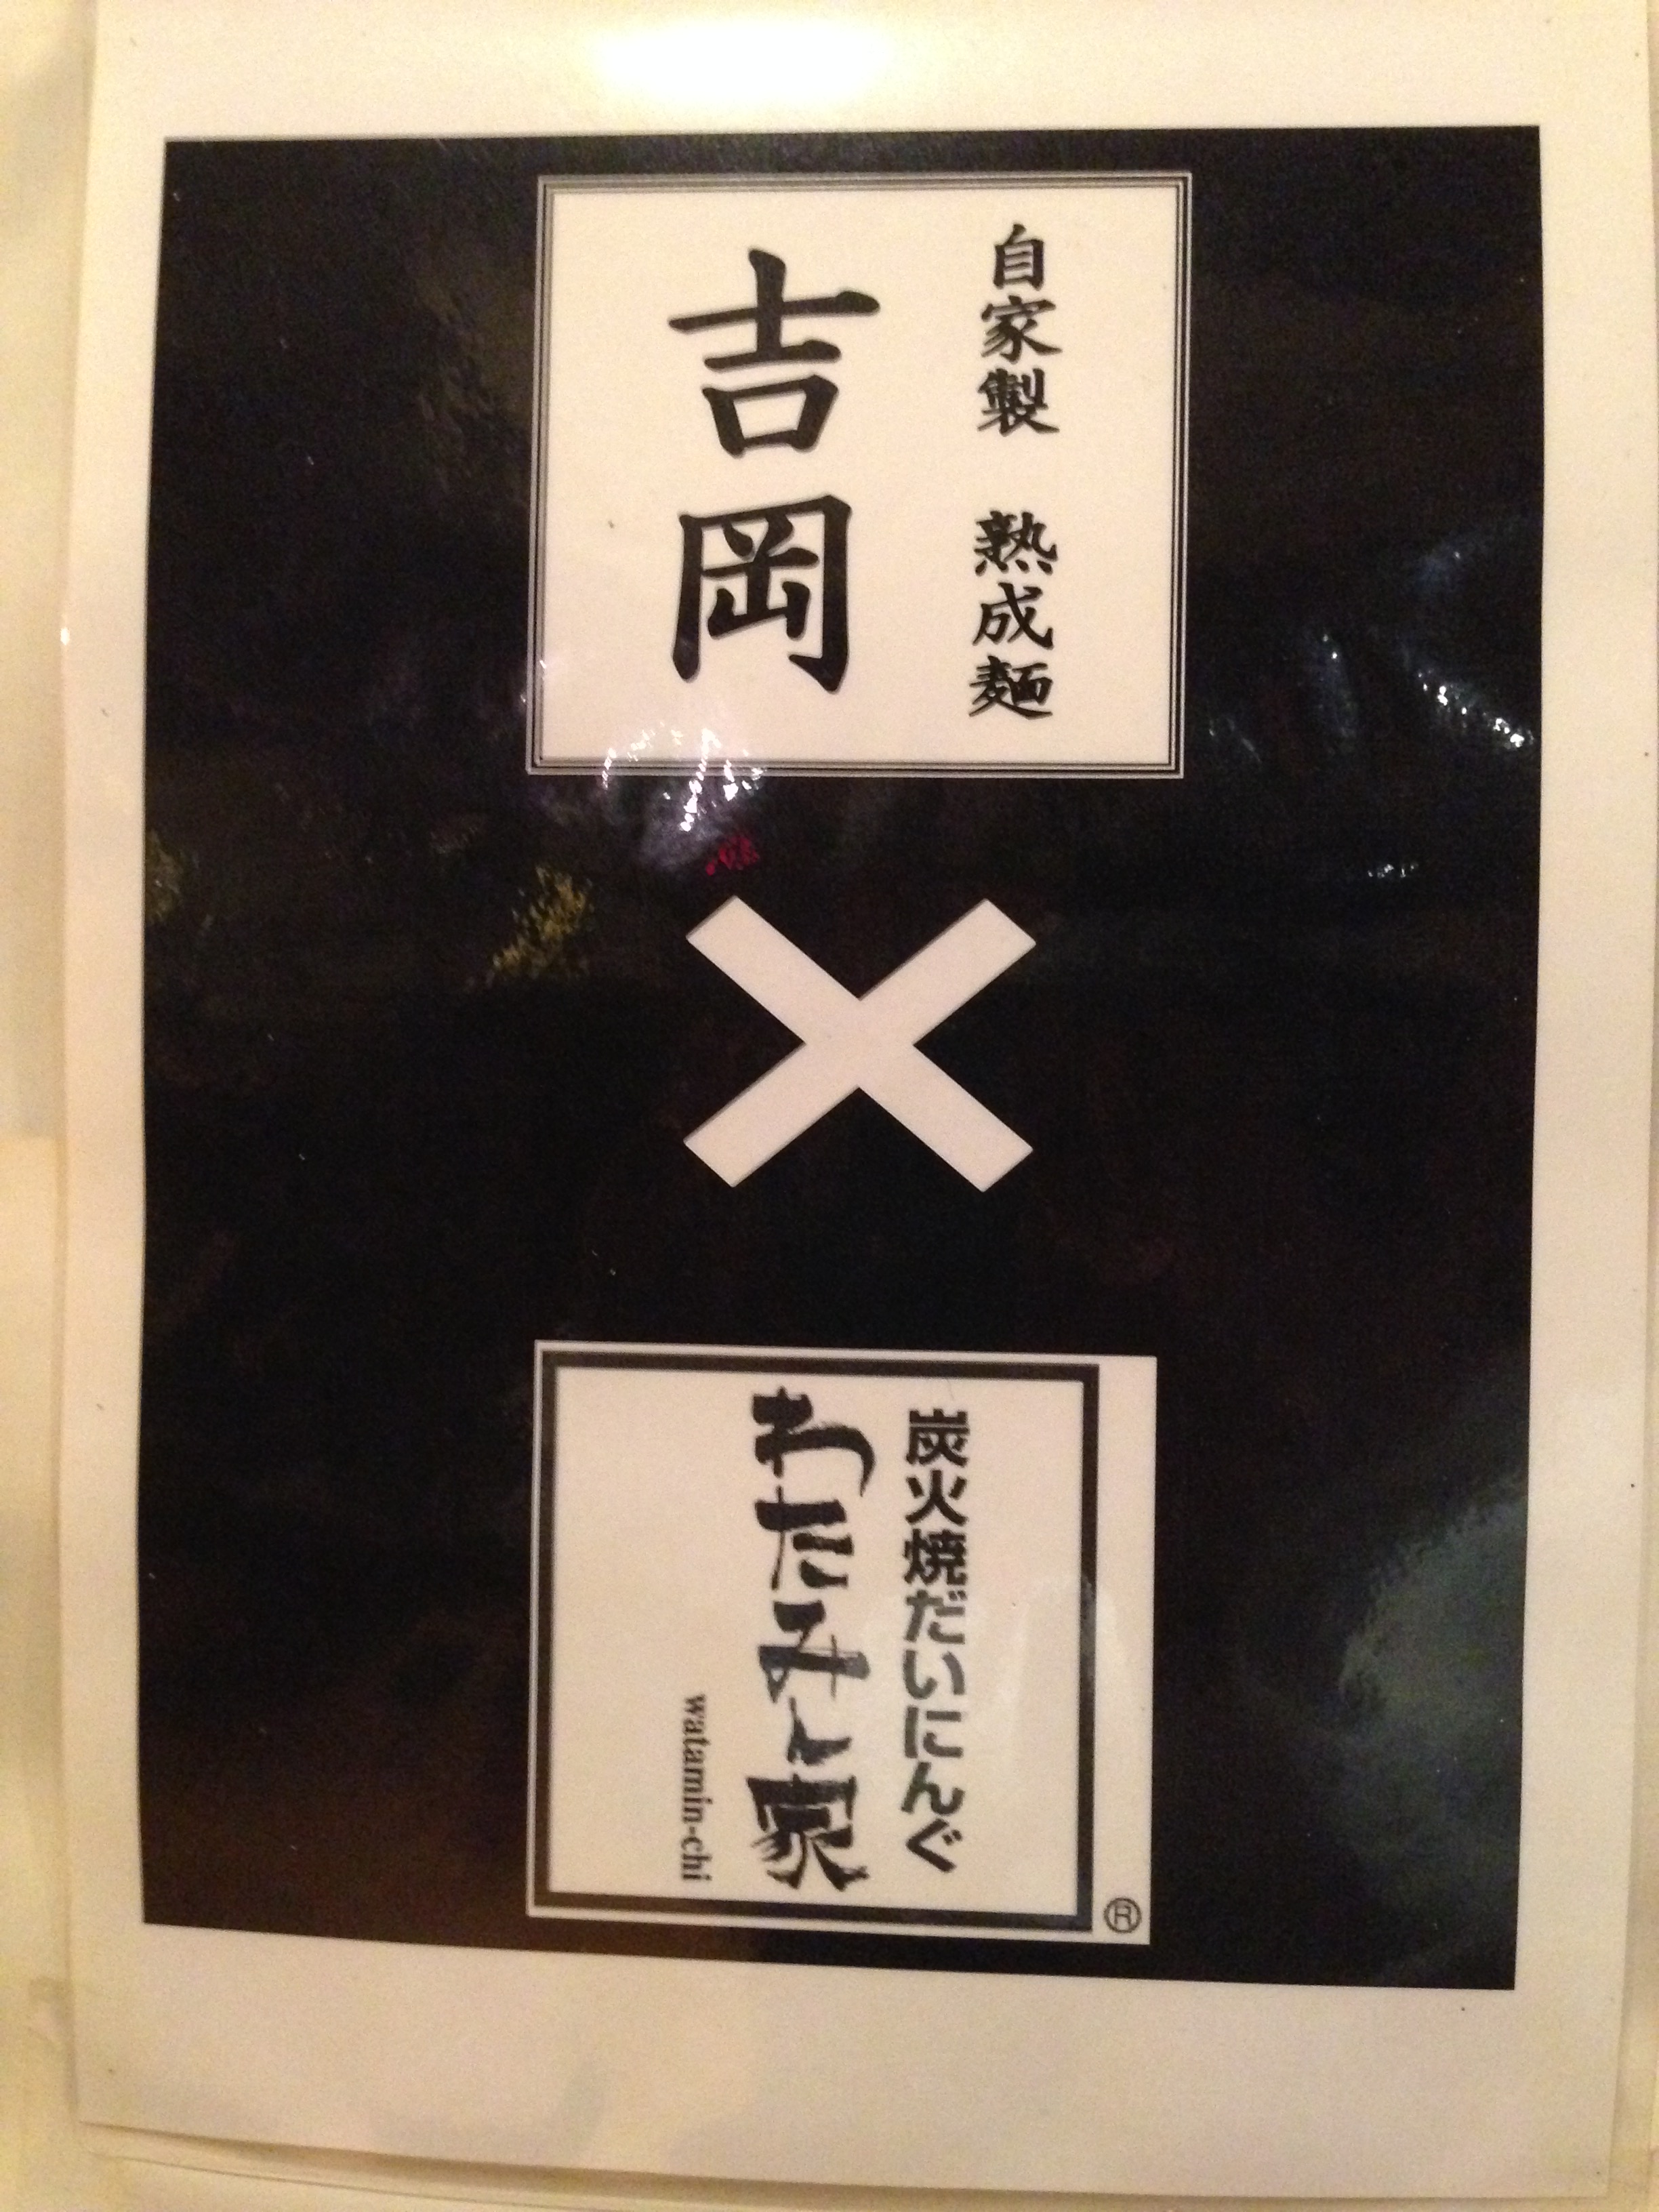 自家製 熟成麺
吉岡
×
炭火焼だいにんぐ
わたみん家
watamin-chi
®